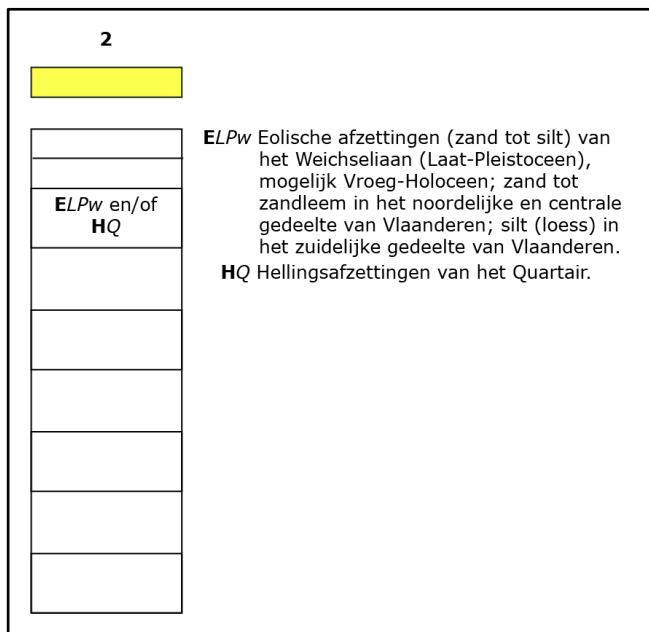 2
ELPw en/of
HQ
ELPw Eolische afzettingen (zand tot silt) van
het Weichseliaan (Laat-Pleistoceen),
mogelijk Vroeg-Holoceen; zand tot
zandleem in het noordelijke en centrale
gedeelte van Vlaanderen; silt (loess) in
het zuidelijke gedeelte van Vlaanderen.
HQ Hellingsafzettingen van het Quartair.